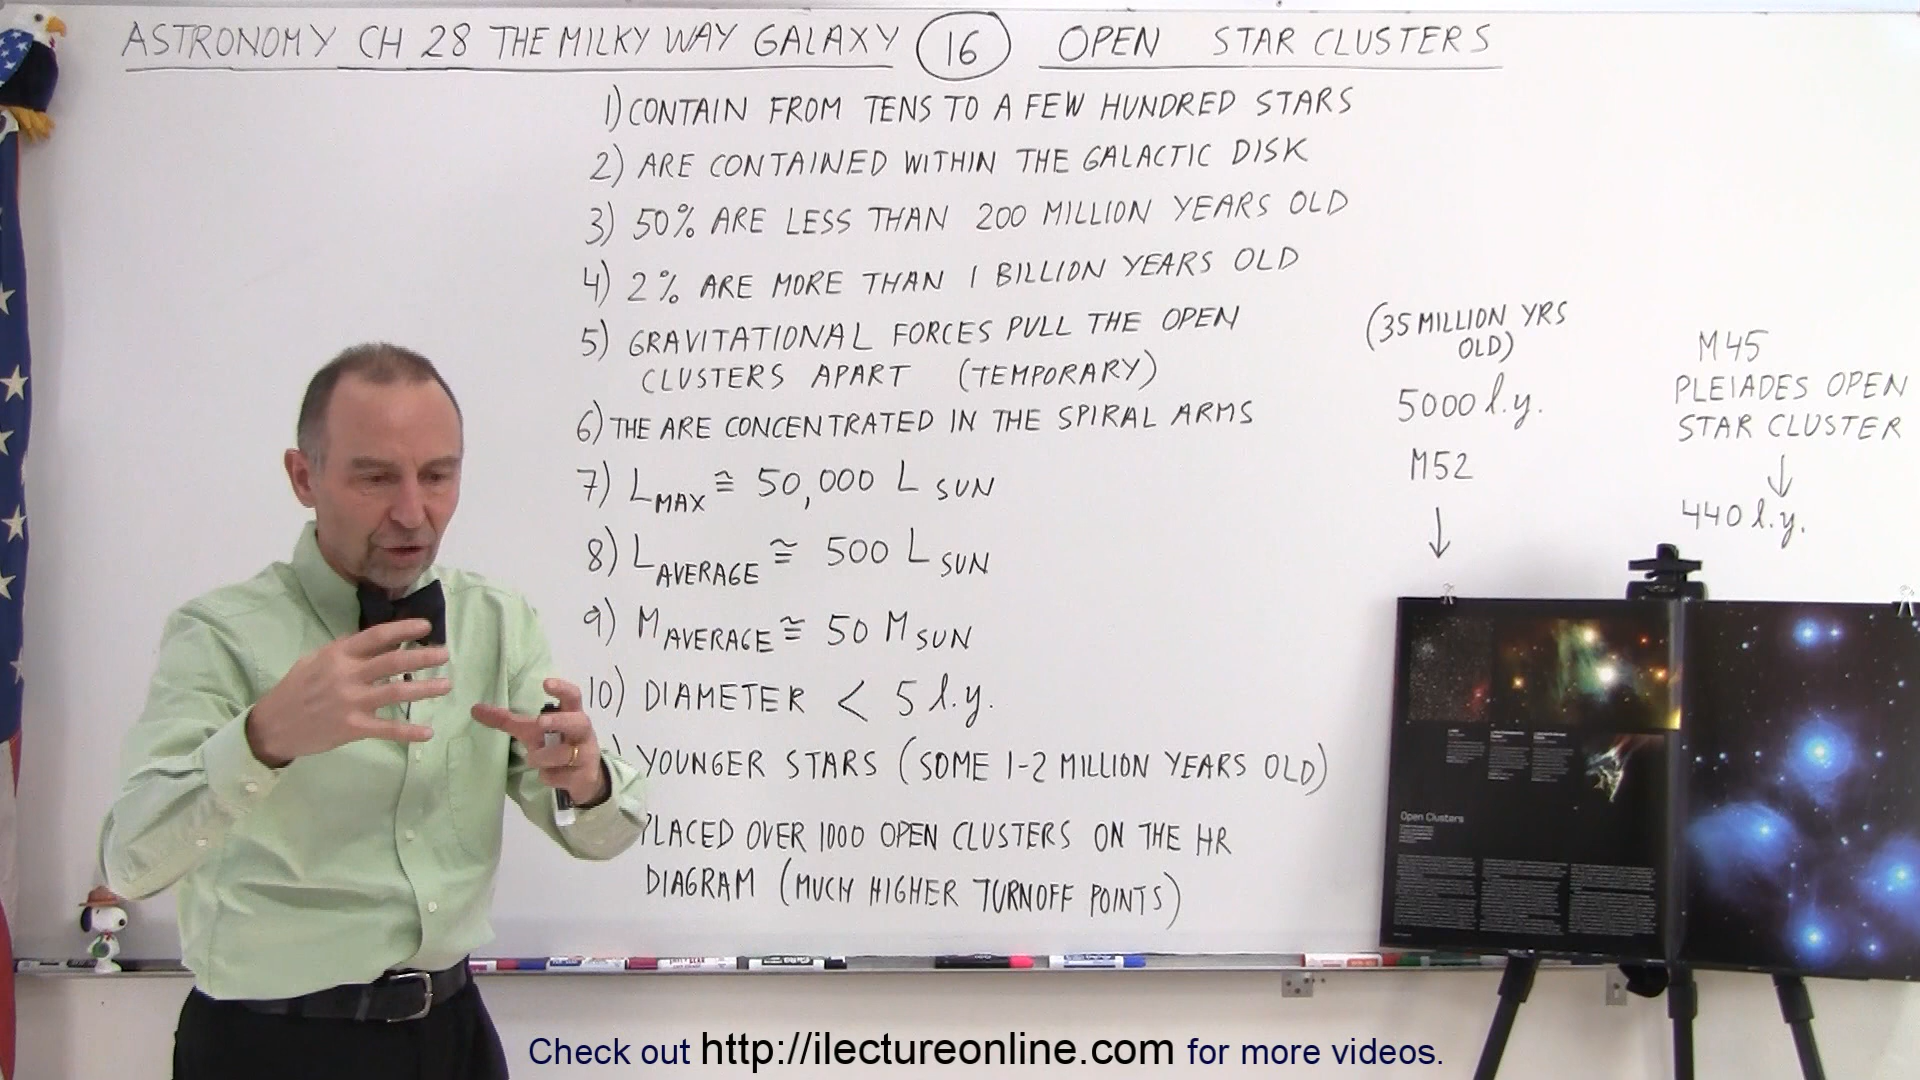 ASTRONOMY CH 28 THE MILKY WAY GALAXY 16 OPEN STAR CLUSTERS
1) CONTAIN FROM TENS TO A FEW HUNDRED STARS
2) ARE CONTAINED WITHIN THE GALACTIC DISK
3) 50% ARE LESS THAN 200 MILLION YEARS OLD
4) 2% ARE MORE THAN 1 BILLION YEARS OLD
5) GRAVITATIONAL FORCES PULL THE OPEN
CLUSTERS APART (TEMPORARY)
6) THE ARE CONCENTRATED IN THE SPIRAL ARMS
7) L MAX ≅ 50,000 L SUN
8) L AVERAGE ≅ 500 L SUN
9) M AVERAGE ≅ 50 M SUN
10) DIAMETER < 5 l.y.
) YOUNGER STARS (SOME 1-2 MILLION YEARS OLD)
PLACED OVER 1000 OPEN CLUSTERS ON THE HR
DIAGRAM (MUCH HIGHER TURNOFF POINTS)
(35 MILLION YRS
OLD)
5000 l.y.
M52
↓
M45
PLEIADES OPEN
STAR CLUSTER
↓
440 l.y.
Open Clusters
Check out http://ilectureonline.com for more videos.